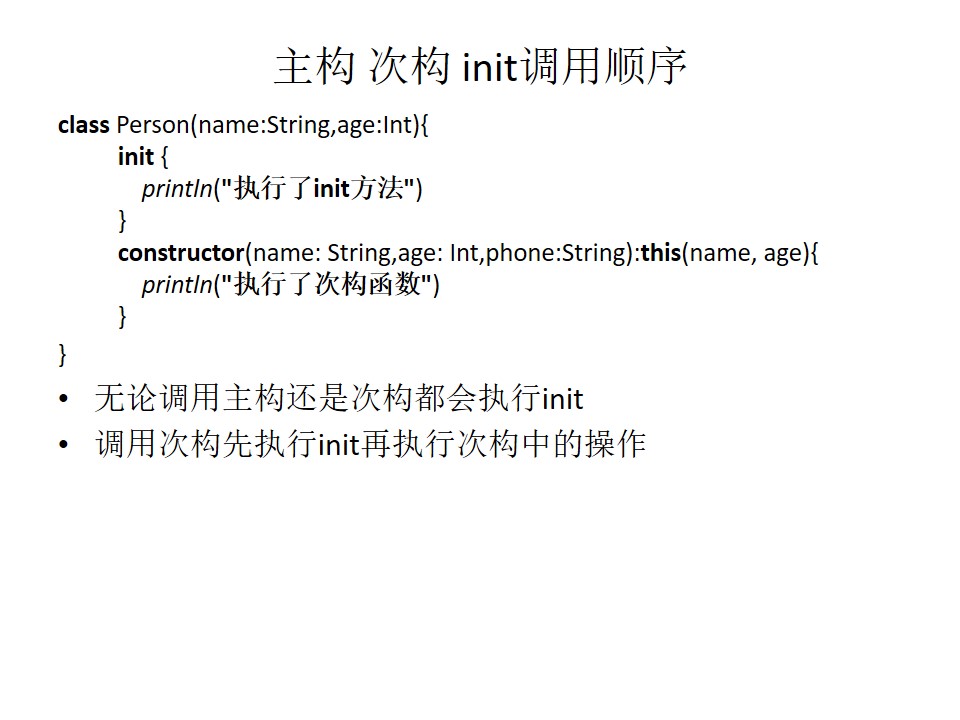 主构 次构 init调用顺序
class Person(name:String,age:Int){
init {
println("执行了init方法")
}
constructor(name: String,age: Int,phone:String):this(name, age){
println("执行了次构函数")
}
}
• 无论调用主构还是次构都会执行init
• 调用次构先执行init再执行次构中的操作